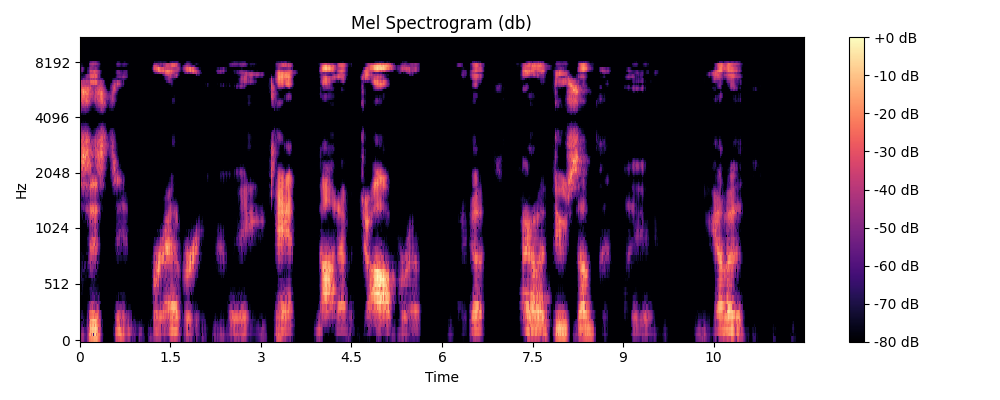 Mel Spectrogram (db)
8192
4096
2048
1024
512
0
Hz
0 1.5 3 4.5 6 7.5 9 10
Time
+0 dB
-10 dB
-20 dB
-30 dB
-40 dB
-50 dB
-60 dB
-70 dB
-80 dB